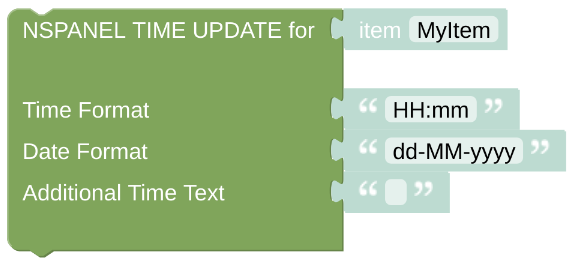 NSPANEL TIME UPDATE for item MyItem
Time Format “ HH:mm ”
Date Format “ dd-MM-yyyy ”
Additional Time Text “ ”